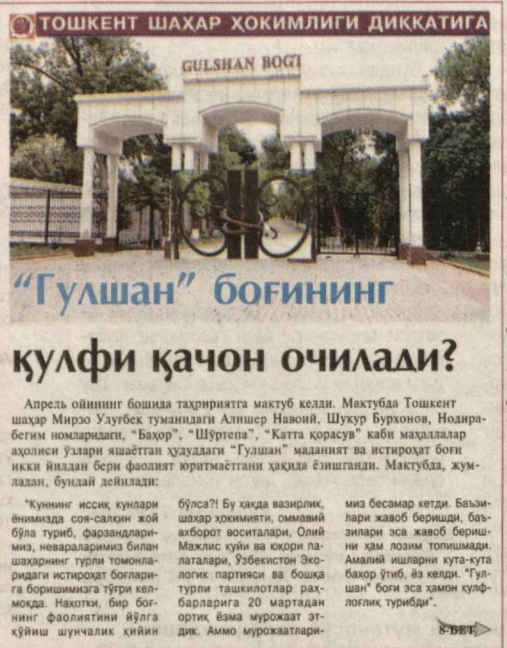 ТОШКЕНТ ШАҲАР ҲОКИМЛИГИ ДИҚҚАТИГА
GULSHAN BOG'I
"Гулшан" боғининг
қулфи қачон очилади?
Апрель ойининг бошида таҳририятга мактуб келди. Мактубда Тошкент
шаҳар Мирзо Улуғбек туманидаги Алишер Навоий, Шукур Бурхонов, Нодира-
бегим номларидаги, "Баҳор", "Шўртепа", "Катта қорасув" каби маҳаллалар
аҳолиси ўзлари яшаётган ҳудуддаги "Гулшан" маданият ва истироҳат боғи
икки йилдан бери фаолият юритмаётгани ҳақида ёзишганди. Мактубда, жум-
ладан, бундай дейилади:
"Куннинг иссиқ кунлари
ёнимизда соя-салқин жой
бўла туриб, фарзандлари-
миз, невараларимиз билан
шаҳарнинг турли томонла-
ридаги истироҳат боғлари-
га боришимизга тўғри кел-
моқда. Наҳотки, бир боғ-
нинг фаолиятини йўлга
қўйиш шунчалик қийин
бўлса?! Бу ҳақда вазирлик,
шаҳар ҳокимияти, оммавий
ахборот воситалари, Олий
Мажлис қуйи ва юқори па-
латалари, Ўзбекистон Эко-
логик партияси ва бошқа
турли ташкилотлар раҳ-
барларига 20 мартадан
ортиқ ёзма мурожаат эт-
дик. Аммо мурожаатлари-
миз бесамар кетди. Баъзи-
лари жавоб беришди, баъ-
зилари эса жавоб бериш-
ни ҳам лозим топишмади.
Амалий ишларни кута-кута
баҳор ўтиб, ёз келди. "Гул-
шан" боғи эса ҳамон қулф-
лоғлиқ турибди".
8-БЕТ